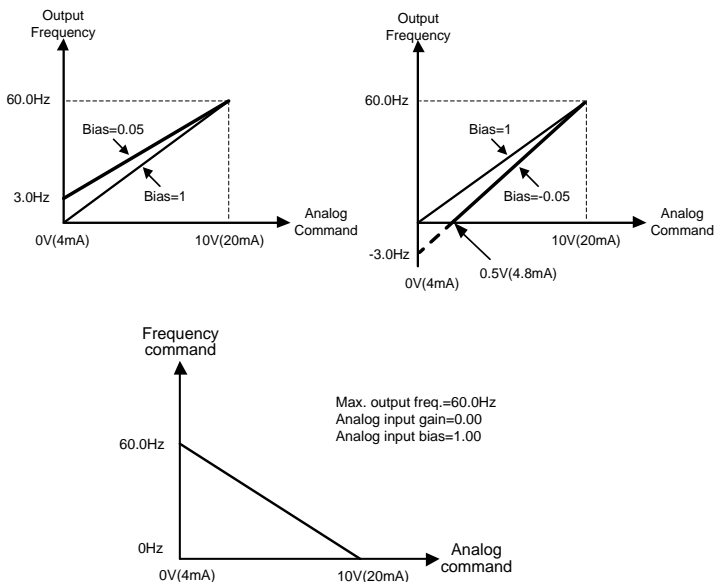 Output
Frequency
60.0Hz
Bias=0.05
Bias=1
3.0Hz
Analog
Command
0V(4mA)
10V(20mA)
Output
Frequency
60.0Hz
Bias=1
Bias=-0.05
Analog
Command
10V(20mA)
-3.0Hz
0.5V(4.8mA)
0V(4mA)
Frequency
command
Max. output freq.=60.0Hz
Analog input gain=0.00
Analog input bias=1.00
60.0Hz
0Hz
Analog
command
0V(4mA)
10V(20mA)